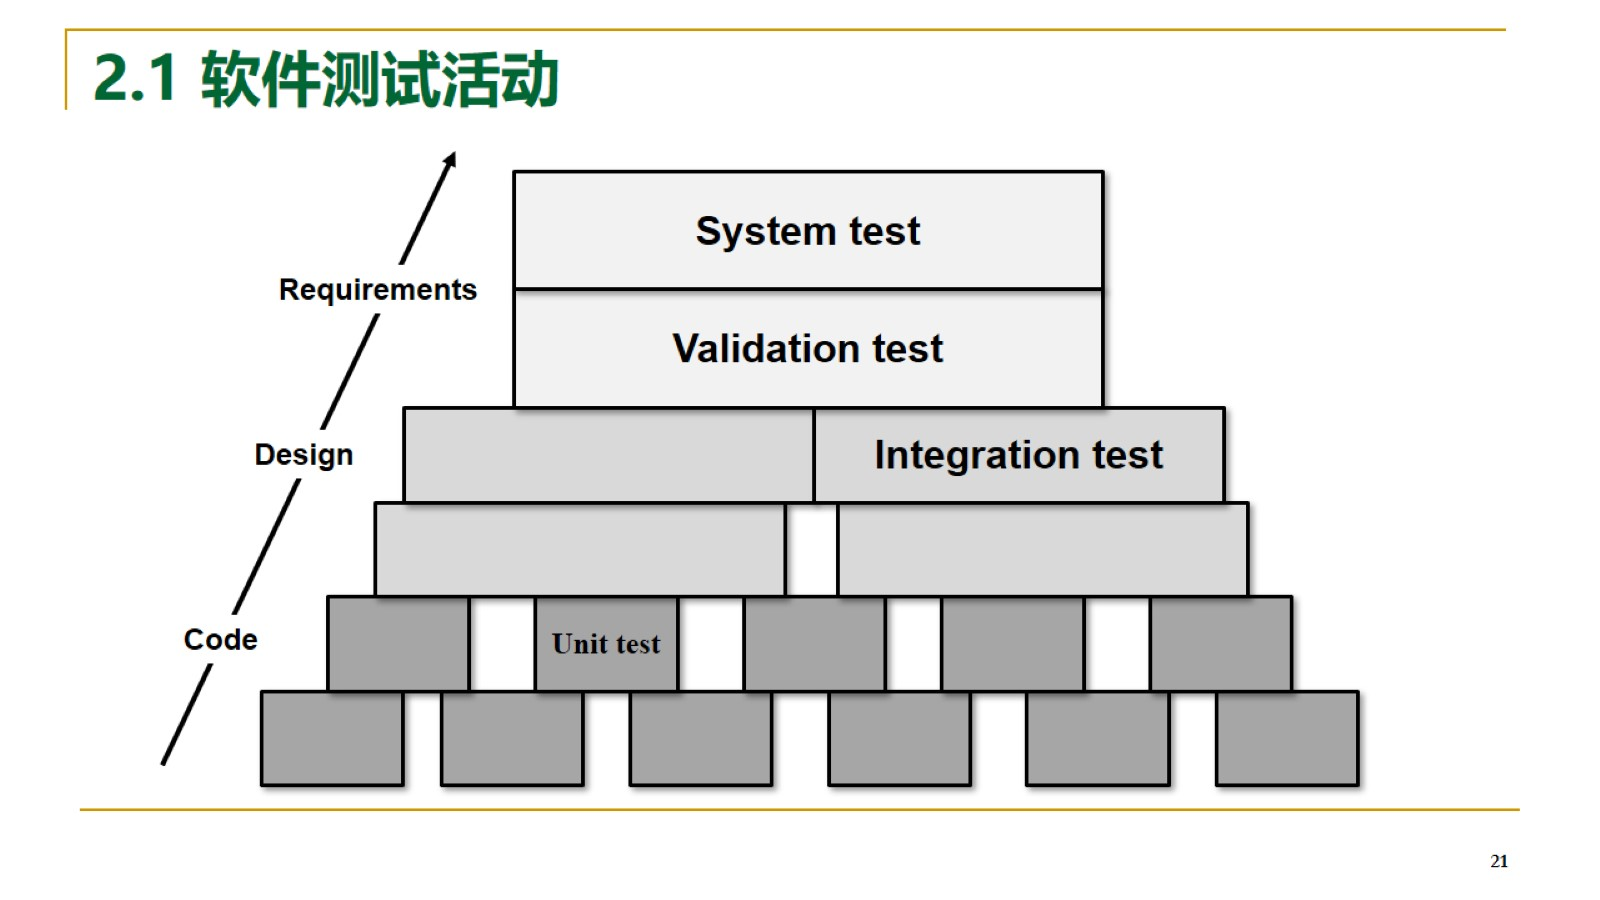 2.1 软件测试活动
System test
Requirements
Validation test
Design
Integration test
Code
Unit test
21